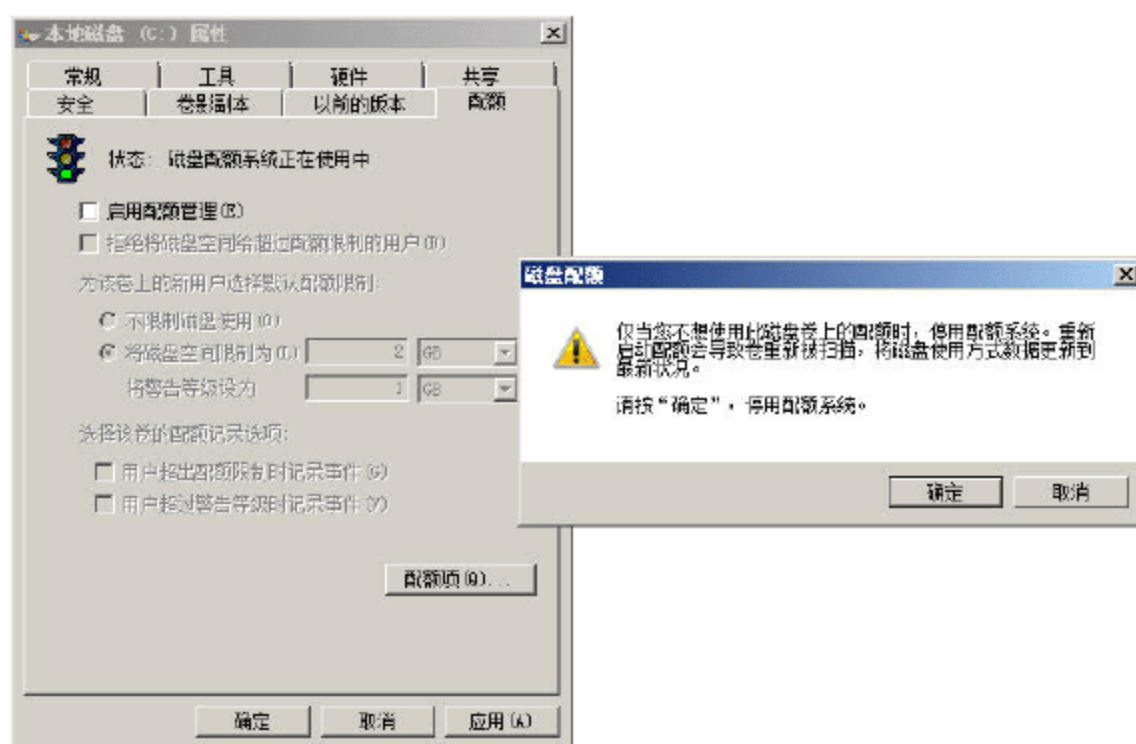 本地磁盘 (C:) 属性
常规 工具 硬件 共享
安全 卷影副本 以前的版本 配额
状态: 磁盘配额系统正在使用中
启用配额管理(E)
拒绝将磁盘空间给超过配额限制的用户(D)
为该卷上的新用户选择默认配额限制:
不限制磁盘使用(O)
将磁盘空间限制为(L) 2 GB
将警告等级设为 1 GB
选择该卷的配额记录选项:
用户超出配额限制时记录事件(G)
用户超过警告等级时记录事件(V)
配额项(Q)...
确定 取消 应用(A)
磁盘配额
仅当您不想使用此磁盘卷上的配额时，停用配额系统。重新
启动配额会导致卷重新被扫描，将磁盘使用方式数据更新到
最新状况。
请按“确定”，停用配额系统。
确定 取消